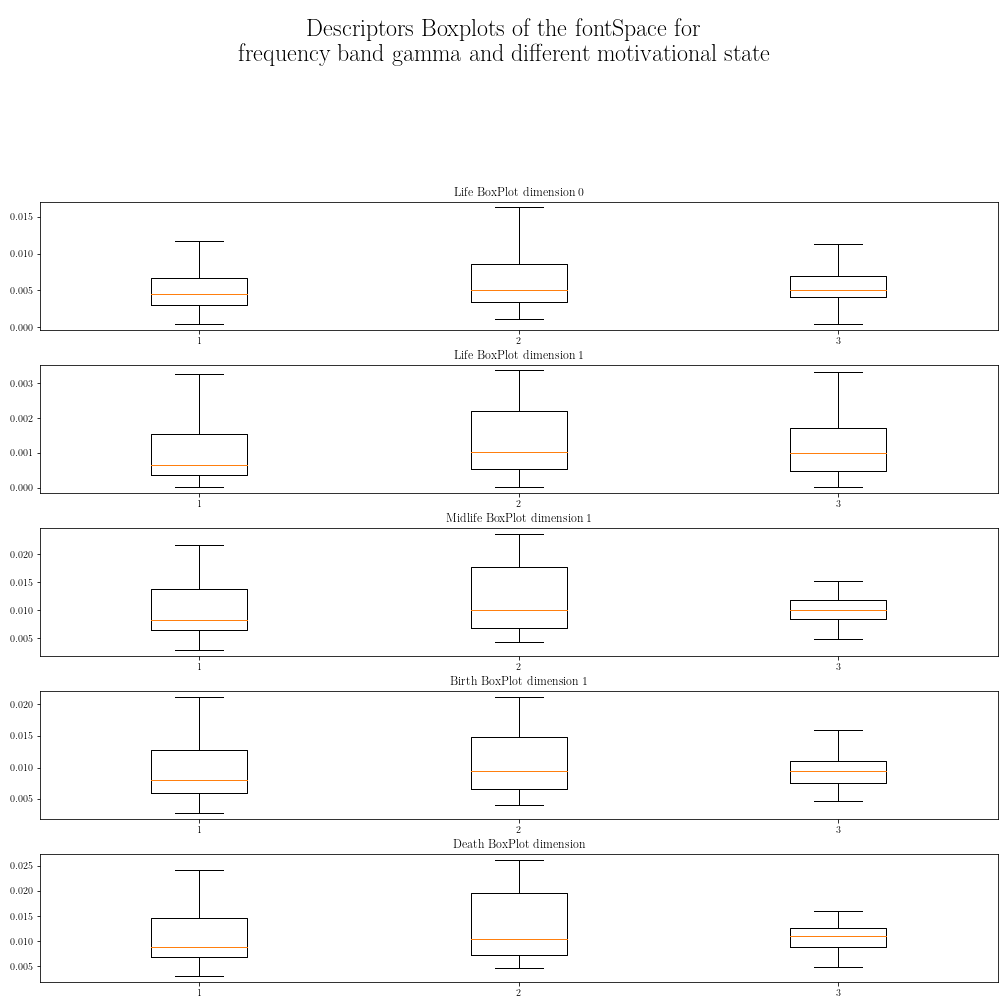 Descriptors Boxplots of the fontSpace for
frequency band gamma and different motivational state
Life BoxPlot dimension 0
0.015
0.010
0.005
0.000
1 2 3
Life BoxPlot dimension 1
0.003
0.002
0.001
0.000
1 2 3
Midlife BoxPlot dimension 1
0.020
0.015
0.010
0.005
1 2 3
Birth BoxPlot dimension 1
0.020
0.015
0.010
0.005
1 2 3
Death BoxPlot dimension
0.025
0.020
0.015
0.010
0.005
1 2 3